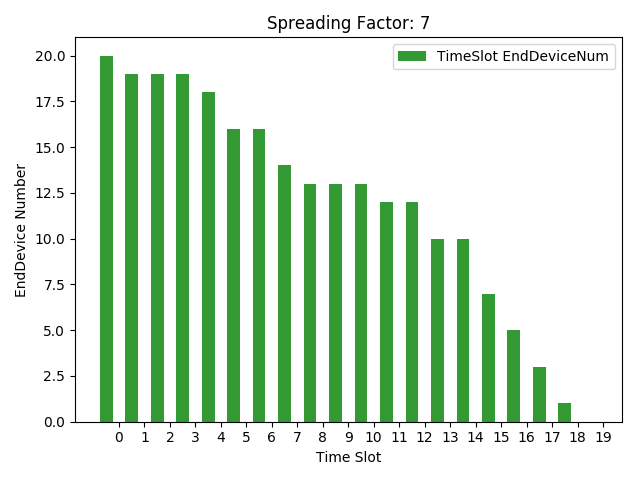 Spreading Factor: 7
TimeSlot EndDeviceNum
20.0
17.5
15.0
12.5
10.0
7.5
5.0
2.5
0.0
EndDevice Number
0 1 2 3 4 5 6 7 8 9 10 11 12 13 14 15 16 17 18 19
Time Slot